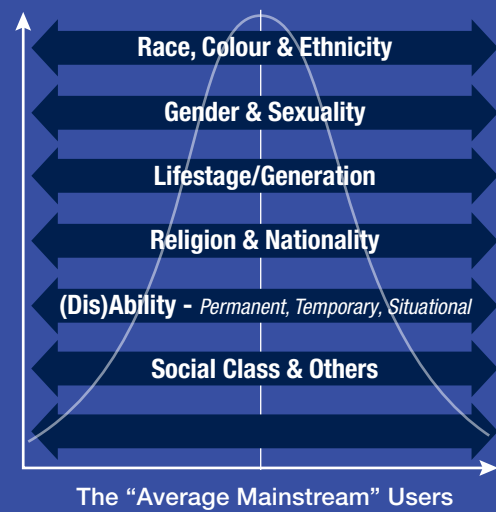 Race, Colour & Ethnicity
Gender & Sexuality
Lifestage/Generation
Religion & Nationality
(Dis)Ability - Permanent, Temporary, Situational
Social Class & Others
The “Average Mainstream” Users